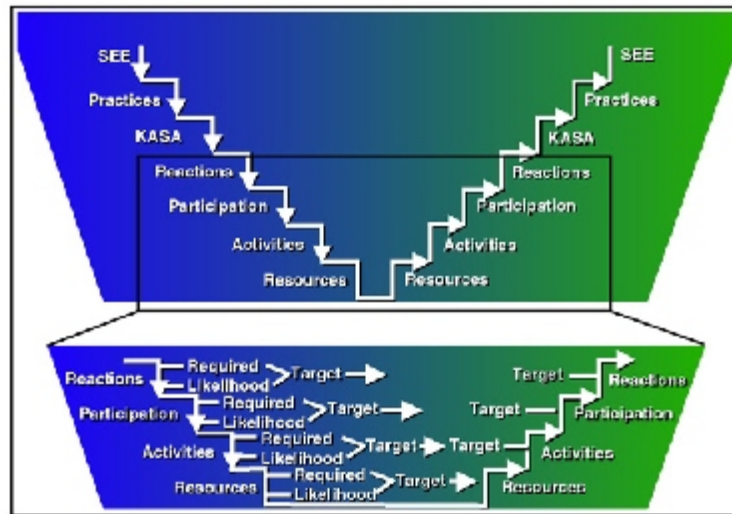 SEE SEE
Practices Practices
KASA KASA
Reactions Reactions
Participation Participation
Activities Activities
Resources Resources
Reactions Required Target Target Reactions
Likelihood
Participation Required Target Target Participation
Likelihood
Activities Required Target Target Activities
Likelihood
Resources Required Target Resources
Likelihood